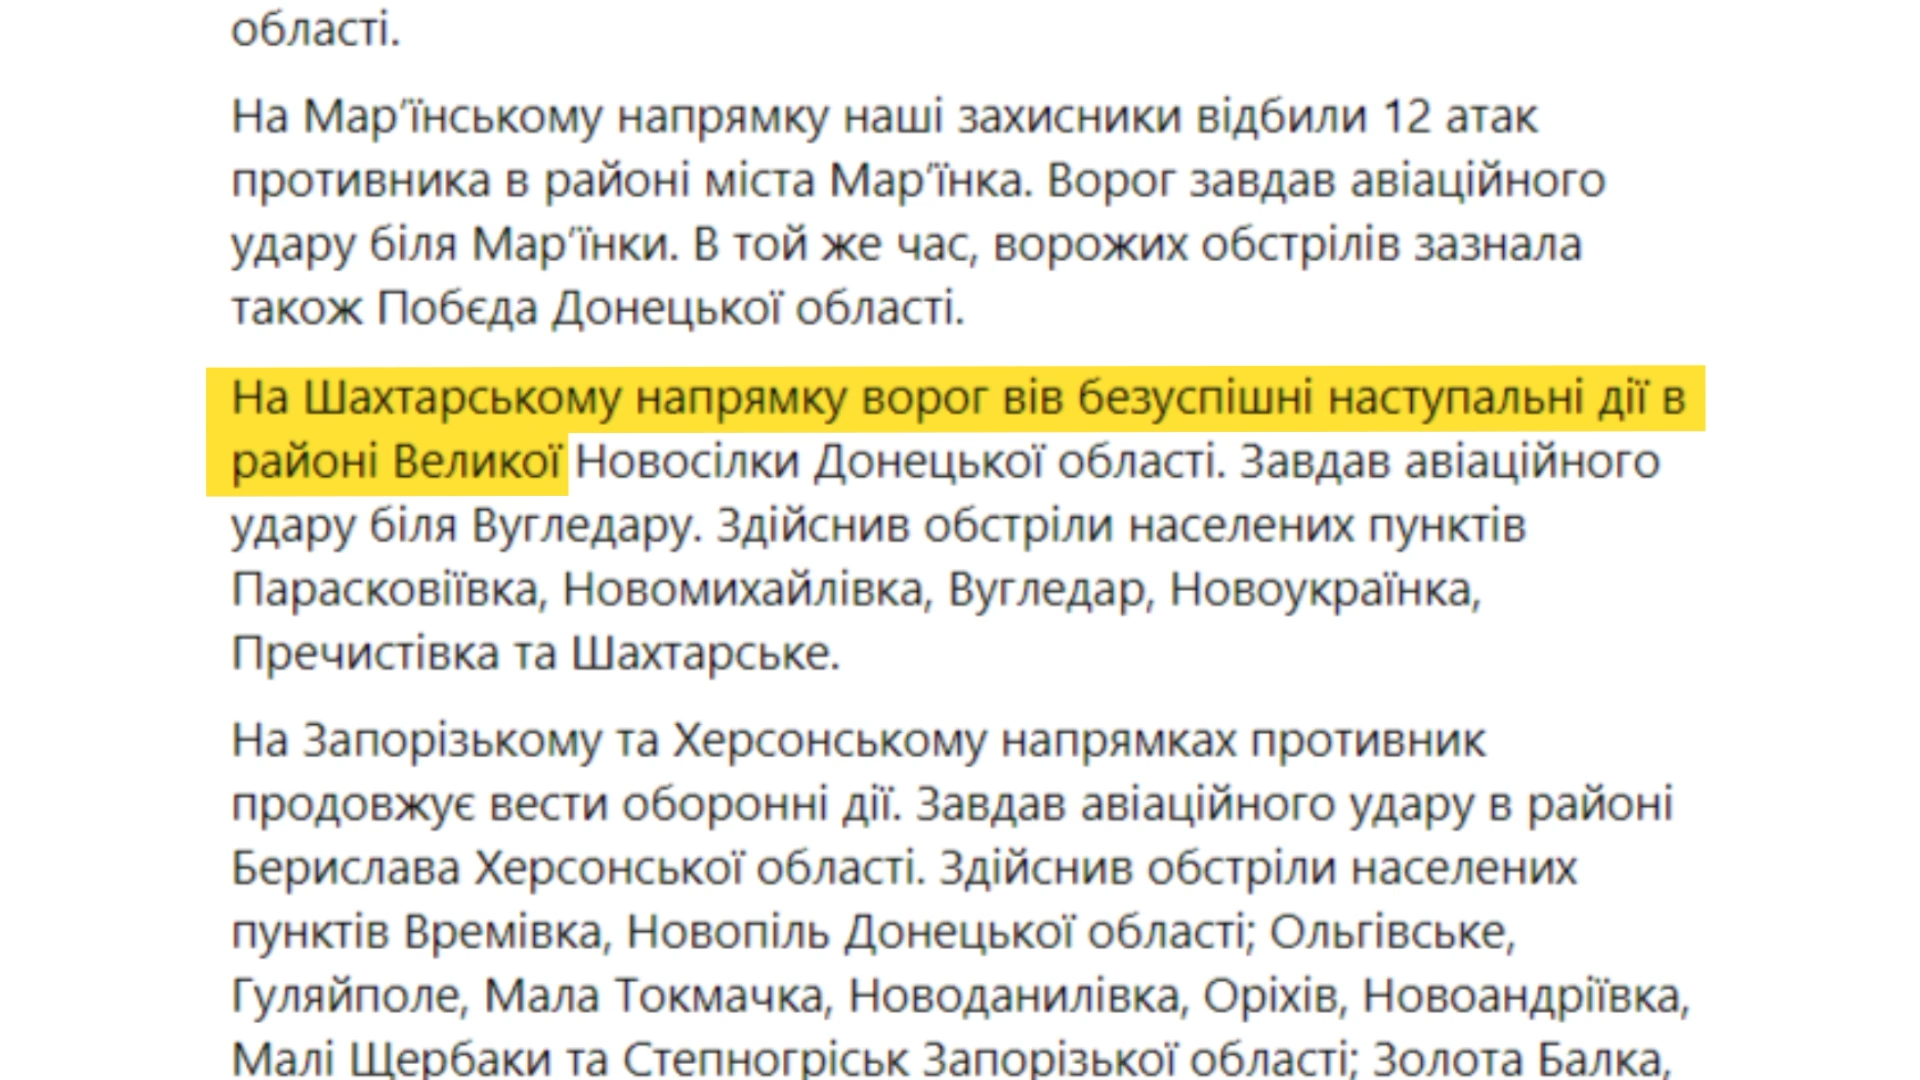 області.
На Мар’їнському напрямку наші захисники відбили 12 атак
противника в районі міста Мар’їнка. Ворог завдав авіаційного
удару біля Мар’їнки. В той же час, ворожих обстрілів зазнала
також Побєда Донецької області.
На Шахтарському напрямку ворог вів безуспішні наступальні дії в
районі Великої Новосілки Донецької області. Завдав авіаційного
удару біля Вугледару. Здійснив обстріли населених пунктів
Парасковіївка, Новомихайлівка, Вугледар, Новоукраїнка,
Пречистівка та Шахтарське.
На Запорізькому та Херсонському напрямках противник
продовжує вести оборонні дії. Завдав авіаційного удару в районі
Берислава Херсонської області. Здійснив обстріли населених
пунктів Времівка, Новопіль Донецької області; Ольгівське,
Гуляйполе, Мала Токмачка, Новоданилівка, Оріхів, Новоандріївка,
Малі Щербаки та Степногірськ Запорізької області; Золота Балка,